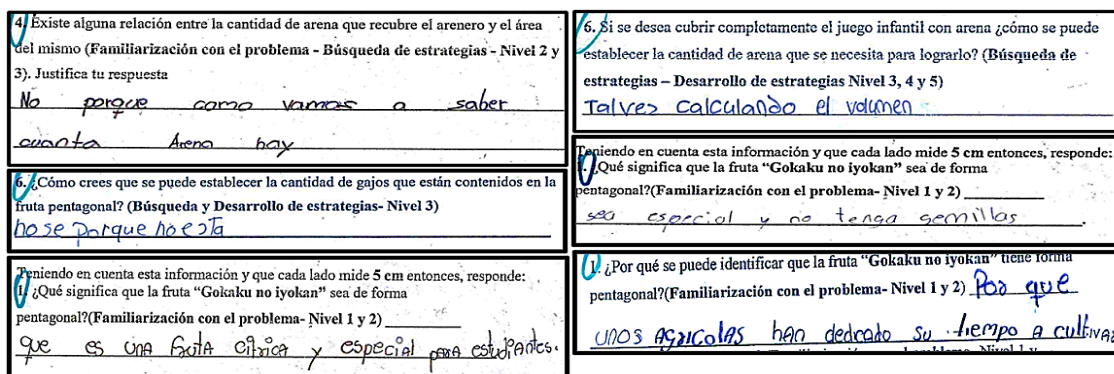 4. Existe alguna relación entre la cantidad de arena que recubre el arenero y el área
del mismo (Familiarización con el problema - Búsqueda de estrategias - Nivel 2 y
3). Justifica tu respuesta
No porque como vamos a saber
cuanta Arena hay
6. ¿Cómo crees que se puede establecer la cantidad de gajos que están contenidos en la
fruta pentagonal? (Búsqueda y Desarrollo de estrategias- Nivel 3)
no se porque no esta
Teniendo en cuenta esta información y que cada lado mide 5 cm entonces, responde:
1. ¿Qué significa que la fruta “Gokaku no iyokan” sea de forma
pentagonal?(Familiarización con el problema- Nivel 1 y 2)
que es una fruta citrica y especial para estudiantes.
6. Si se desea cubrir completamente el juego infantil con arena ¿cómo se puede
establecer la cantidad de arena que se necesita para lograrlo? (Búsqueda de
estrategias – Desarrollo de estrategias Nivel 3, 4 y 5)
Talvez calculando el volumen
Teniendo en cuenta esta información y que cada lado mide 5 cm entonces, responde:
1. ¿Qué significa que la fruta “Gokaku no iyokan” sea de forma
pentagonal?(Familiarización con el problema- Nivel 1 y 2)
sea especial y no tenga semillas
1. ¿Por qué se puede identificar que la fruta “Gokaku no iyokan” tiene forma
pentagonal?(Familiarización con el problema- Nivel 1 y 2) Por que
unos Agricolas han dedicado su tiempo a cultivar